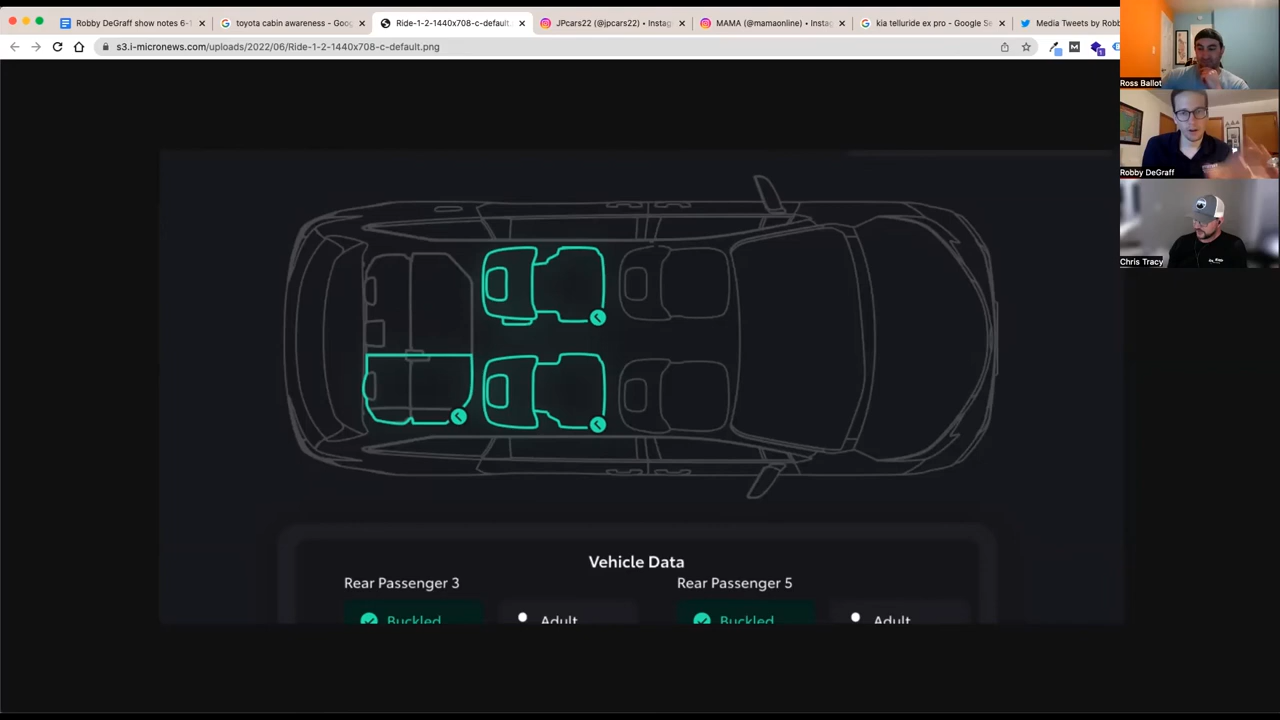 Robby DeGraff show notes 6-1
toyota cabin awareness - Goog
Ride-1-2-1440x708-c-default.
JPcars22 (@jpcars22) • Instag
MAMA (@mamaonline) • Instag
kia telluride ex pro - Google Se
Media Tweets by Robb
s3.i-micronews.com/uploads/2022/06/Ride-1-2-1440x708-c-default.png
Ross Ballot
Robby DeGraff
Chris Tracy
Vehicle Data
Rear Passenger 3
Rear Passenger 5
Buckled
Adult
Buckled
Adult